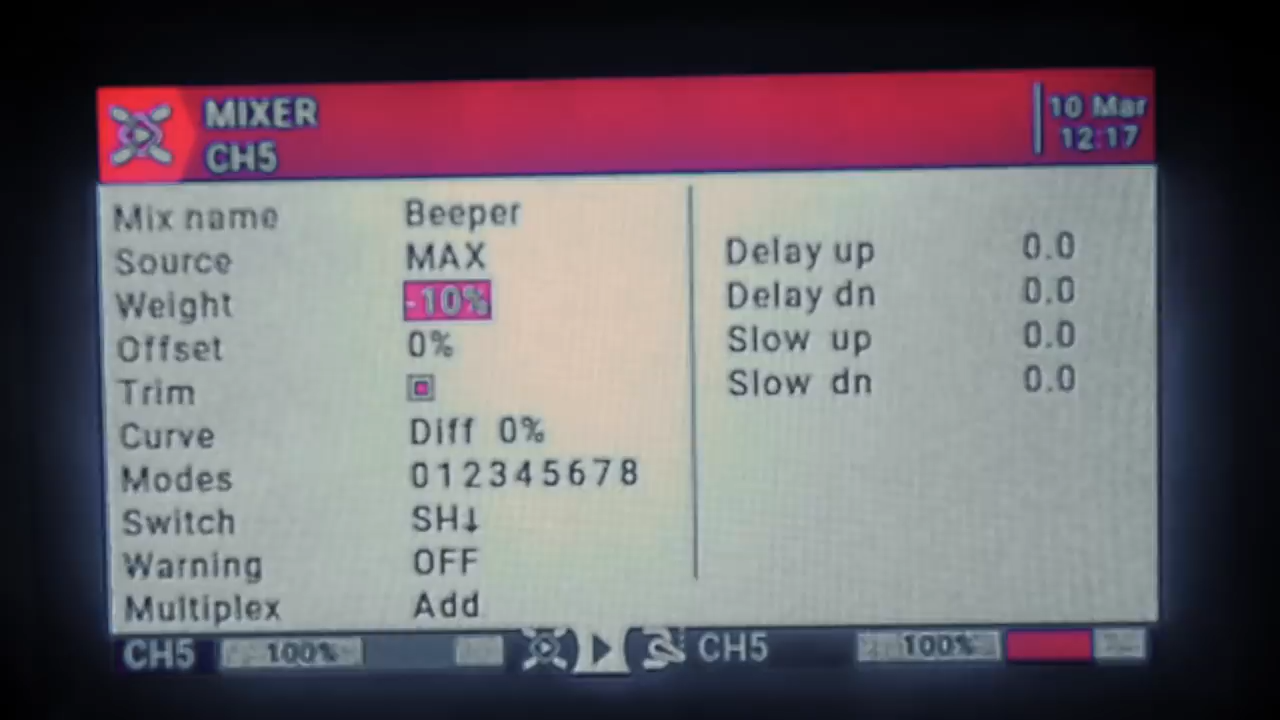 MIXER
CH5
10 Mar
12:17
Mix name Beeper
Source MAX
Weight -10%
Offset 0%
Trim
Curve Diff 0%
Modes 012345678
Switch SH↓
Warning OFF
Multiplex Add
Delay up 0.0
Delay dn 0.0
Slow up 0.0
Slow dn 0.0
CH5 100% CH5 100%